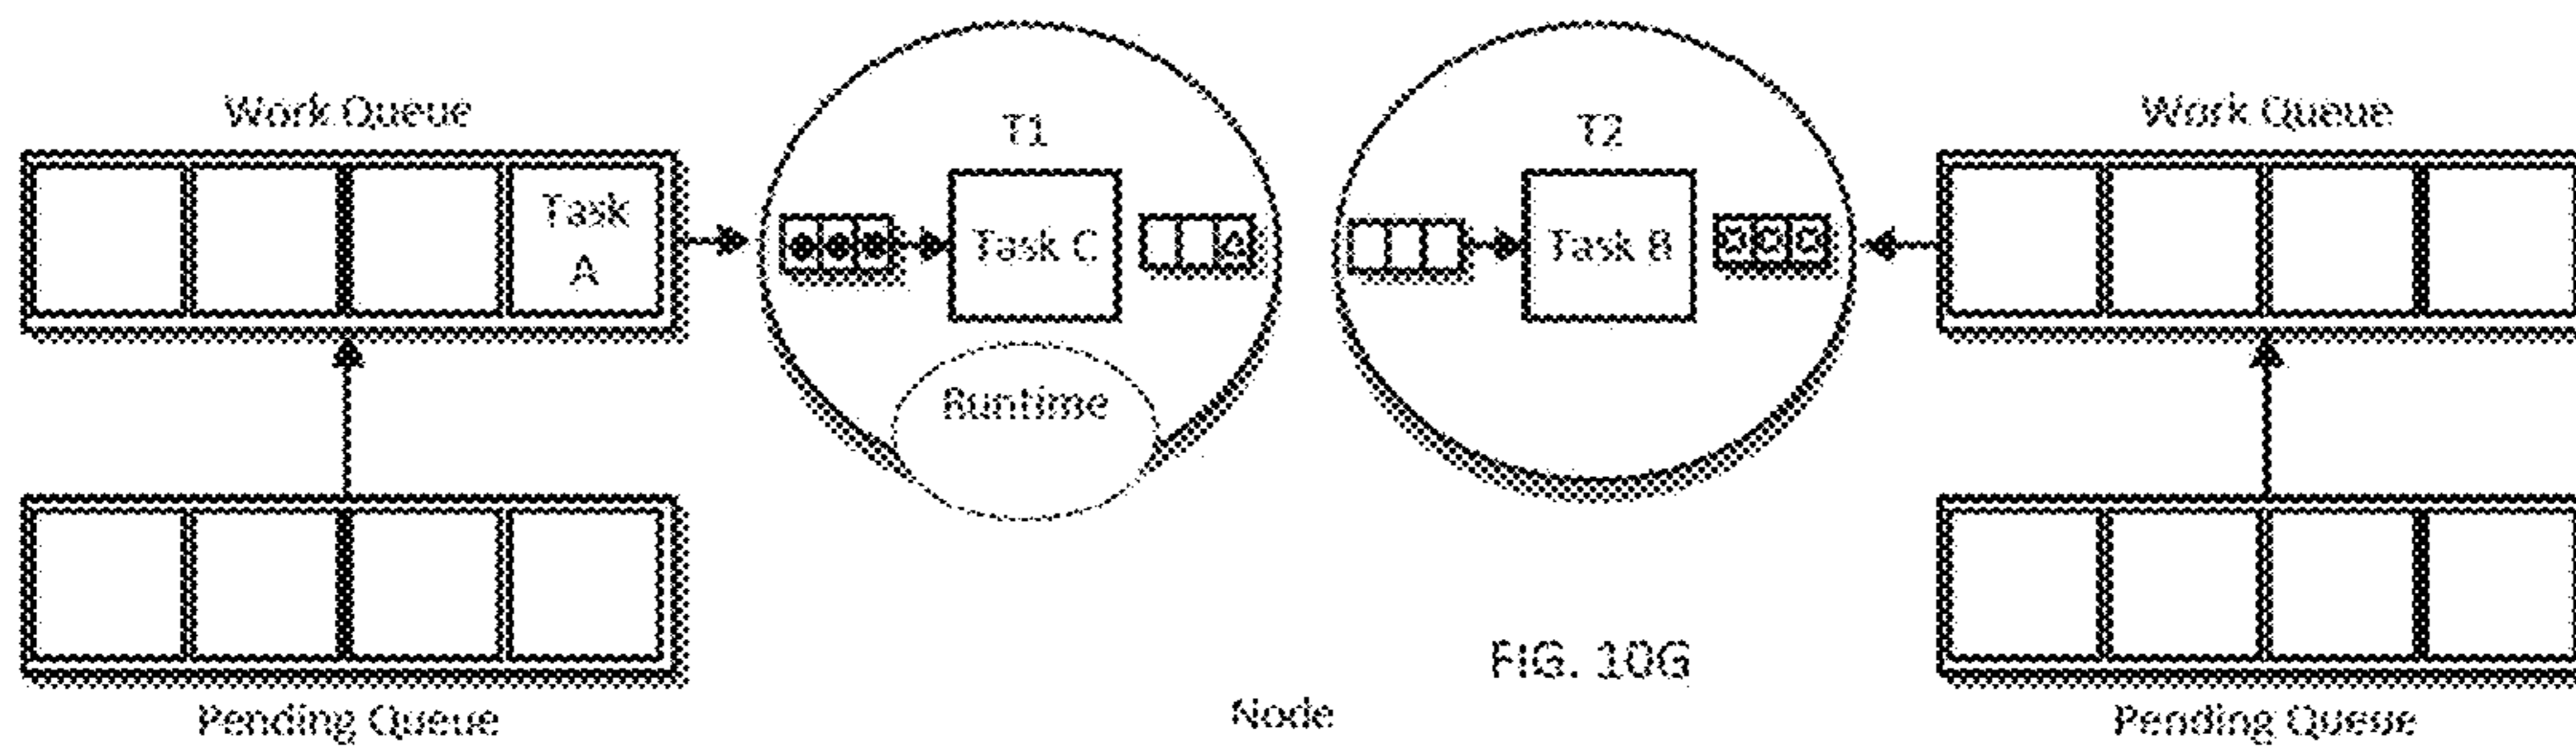 Work Queue
T1
T2
Work Queue
Task
A
Task C
Task B
Runtime
FIG. 10G
Pending Queue
Node
Pending Queue